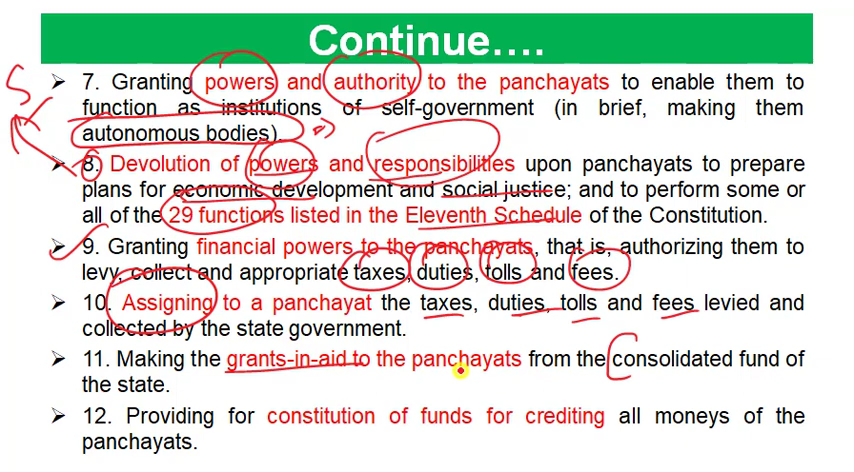 Continue....
➢ 7. Granting powers and authority to the panchayats to enable them to
function as institutions of self-government (in brief, making them
autonomous bodies).
➢ 8. Devolution of powers and responsibilities upon panchayats to prepare
plans for economic development and social justice; and to perform some or
all of the 29 functions listed in the Eleventh Schedule of the Constitution.
➢ 9. Granting financial powers to the panchayats, that is, authorizing them to
levy, collect and appropriate taxes, duties, tolls and fees.
➢ 10. Assigning to a panchayat the taxes, duties, tolls and fees levied and
collected by the state government.
➢ 11. Making the grants-in-aid to the panchayats from the consolidated fund of
the state.
➢ 12. Providing for constitution of funds for crediting all moneys of the
panchayats.